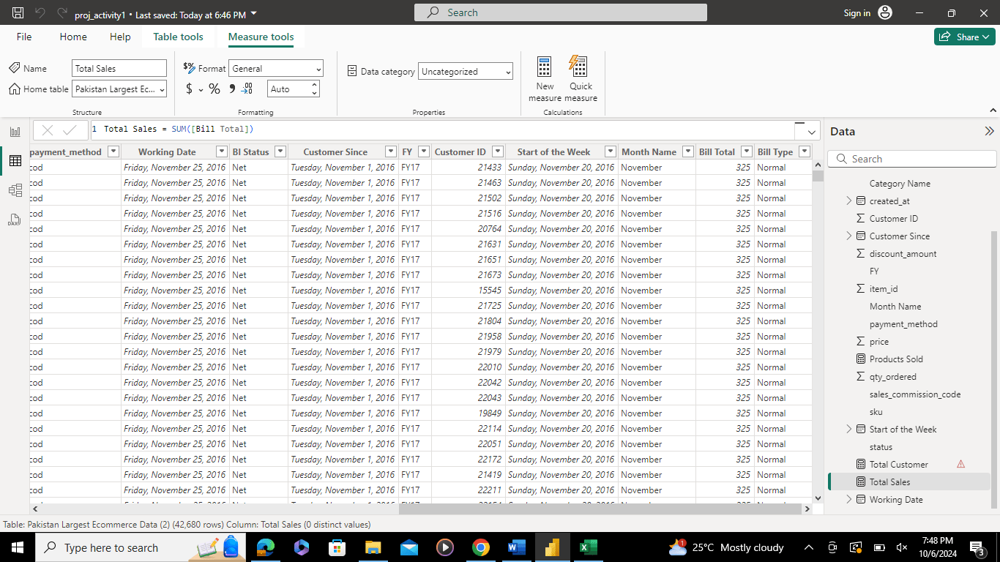 proj_activity1 • Last saved: Today at 6:46 PM
Search
Sign in
File Home Help Table tools Measure tools
Share
Name Total Sales
Home table Pakistan Largest Ec...
Structure
$% Format General
$ % , .00 Auto
Formatting
Data category Uncategorized
Properties
New measure
Quick measure
Calculations
1 Total Sales = SUM([Bill Total])
payment_method Working Date BI Status Customer Since FY Customer ID Start of the Week Month Name Bill Total Bill Type
cod Friday, November 25, 2016 Net Tuesday, November 1, 2016 FY17 21433 Sunday, November 20, 2016 November 325 Normal
cod Friday, November 25, 2016 Net Tuesday, November 1, 2016 FY17 21463 Sunday, November 20, 2016 November 325 Normal
cod Friday, November 25, 2016 Net Tuesday, November 1, 2016 FY17 21502 Sunday, November 20, 2016 November 325 Normal
cod Friday, November 25, 2016 Net Tuesday, November 1, 2016 FY17 21516 Sunday, November 20, 2016 November 325 Normal
cod Friday, November 25, 2016 Net Tuesday, November 1, 2016 FY17 20764 Sunday, November 20, 2016 November 325 Normal
cod Friday, November 25, 2016 Net Tuesday, November 1, 2016 FY17 21631 Sunday, November 20, 2016 November 325 Normal
cod Friday, November 25, 2016 Net Tuesday, November 1, 2016 FY17 21651 Sunday, November 20, 2016 November 325 Normal
cod Friday, November 25, 2016 Net Tuesday, November 1, 2016 FY17 21673 Sunday, November 20, 2016 November 325 Normal
cod Friday, November 25, 2016 Net Tuesday, November 1, 2016 FY17 15545 Sunday, November 20, 2016 November 325 Normal
cod Friday, November 25, 2016 Net Tuesday, November 1, 2016 FY17 21725 Sunday, November 20, 2016 November 325 Normal
cod Friday, November 25, 2016 Net Tuesday, November 1, 2016 FY17 21804 Sunday, November 20, 2016 November 325 Normal
cod Friday, November 25, 2016 Net Tuesday, November 1, 2016 FY17 21958 Sunday, November 20, 2016 November 325 Normal
cod Friday, November 25, 2016 Net Tuesday, November 1, 2016 FY17 21979 Sunday, November 20, 2016 November 325 Normal
cod Friday, November 25, 2016 Net Tuesday, November 1, 2016 FY17 22010 Sunday, November 20, 2016 November 325 Normal
cod Friday, November 25, 2016 Net Tuesday, November 1, 2016 FY17 22042 Sunday, November 20, 2016 November 325 Normal
cod Friday, November 25, 2016 Net Tuesday, November 1, 2016 FY17 22043 Sunday, November 20, 2016 November 325 Normal
cod Friday, November 25, 2016 Net Tuesday, November 1, 2016 FY17 19849 Sunday, November 20, 2016 November 325 Normal
cod Friday, November 25, 2016 Net Tuesday, November 1, 2016 FY17 22114 Sunday, November 20, 2016 November 325 Normal
cod Friday, November 25, 2016 Net Tuesday, November 1, 2016 FY17 22051 Sunday, November 20, 2016 November 325 Normal
cod Friday, November 25, 2016 Net Tuesday, November 1, 2016 FY17 22172 Sunday, November 20, 2016 November 325 Normal
cod Friday, November 25, 2016 Net Tuesday, November 1, 2016 FY17 21419 Sunday, November 20, 2016 November 325 Normal
cod Friday, November 25, 2016 Net Tuesday, November 1, 2016 FY17 22211 Sunday, November 20, 2016 November 325 Normal
Data
Search
Category Name
created_at
Customer ID
Customer Since
discount_amount
FY
item_id
Month Name
payment_method
price
Products Sold
qty_ordered
sales_commission_code
sku
Start of the Week
status
Total Customer
Total Sales
Working Date
Table: Pakistan Largest Ecommerce Data (2) (42,680 rows) Column: Total Sales (0 distinct values)
Type here to search
1
25°C Mostly cloudy
7:48 PM
10/6/2024
3